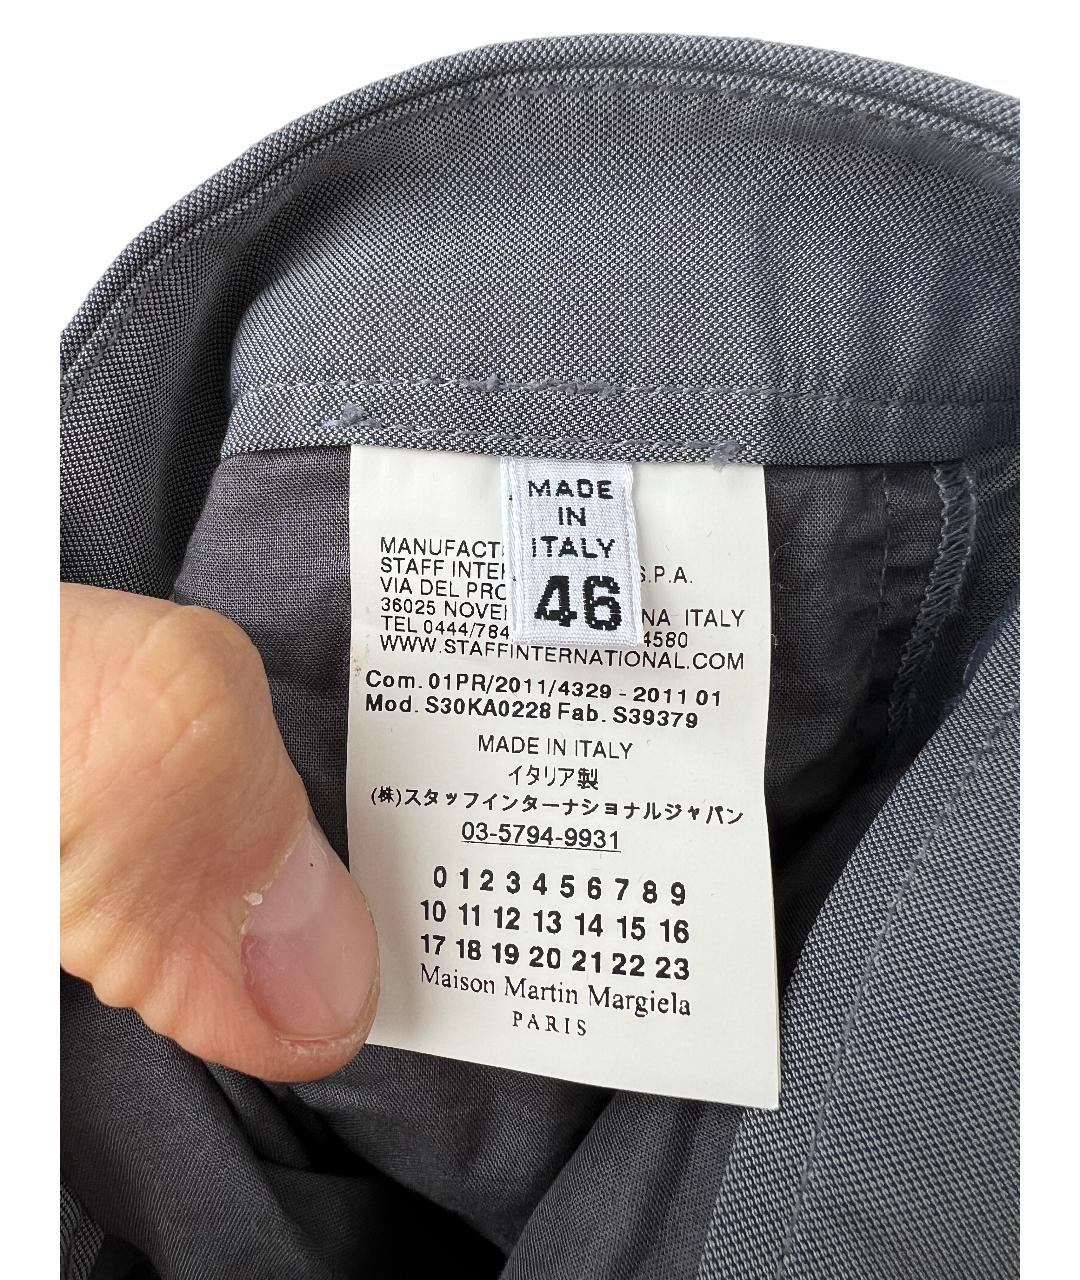 MADE
IN
ITALY
46
MANUFACT
STAFF INTE S.P.A.
VIA DEL PRO
36025 NOVE NA ITALY
TEL 0444/784 4580
WWW.STAFFINTERNATIONAL.COM
Com. 01PR/2011/4329 - 2011 01
Mod. S30KA0228 Fab. S39379
MADE IN ITALY
イタリア製
(株)スタッフインターナショナルジャパン
03-5794-9931
0 1 2 3 4 5 6 7 8 9
10 11 12 13 14 15 16
17 18 19 20 21 22 23
Maison Martin Margiela
PARIS